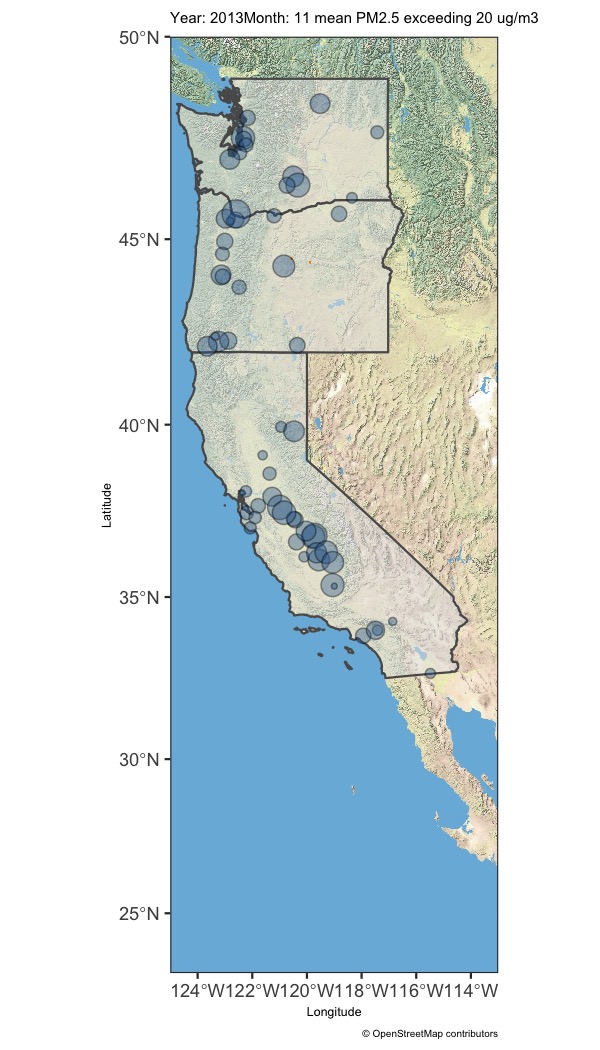 Year: 2013Month: 11 mean PM2.5 exceeding 20 ug/m3
50°N
45°N
40°N
35°N
30°N
25°N
Latitude
124°W122°W120°W118°W116°W114°W
Longitude
© OpenStreetMap contributors